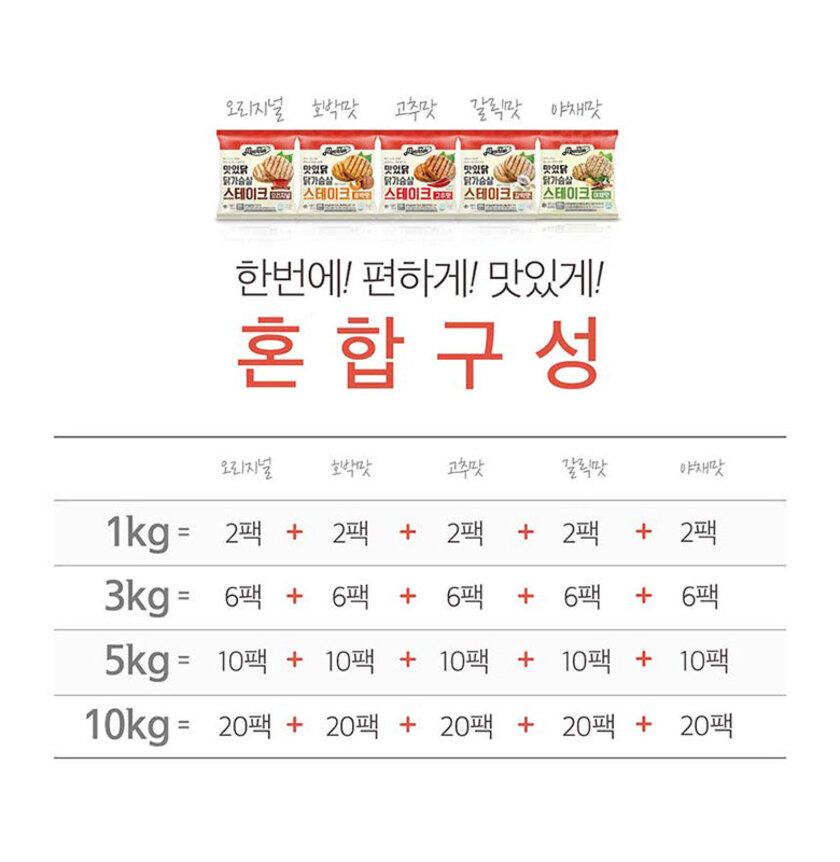 오리지널 호박맛 고추맛 갈릭맛 야채맛
맛있닭 맛있닭 맛있닭 맛있닭 맛있닭
닭가슴살 닭가슴살 닭가슴살 닭가슴살 닭가슴살
스테이크 오리지널 스테이크 호박맛 스테이크 고추맛 스테이크 갈릭맛 스테이크 야채맛
한번에! 편하게! 맛있게!
혼합구성
오리지널 호박맛 고추맛 갈릭맛 야채맛
1kg = 2팩 + 2팩 + 2팩 + 2팩 + 2팩
3kg = 6팩 + 6팩 + 6팩 + 6팩 + 6팩
5kg = 10팩 + 10팩 + 10팩 + 10팩 + 10팩
10kg = 20팩 + 20팩 + 20팩 + 20팩 + 20팩